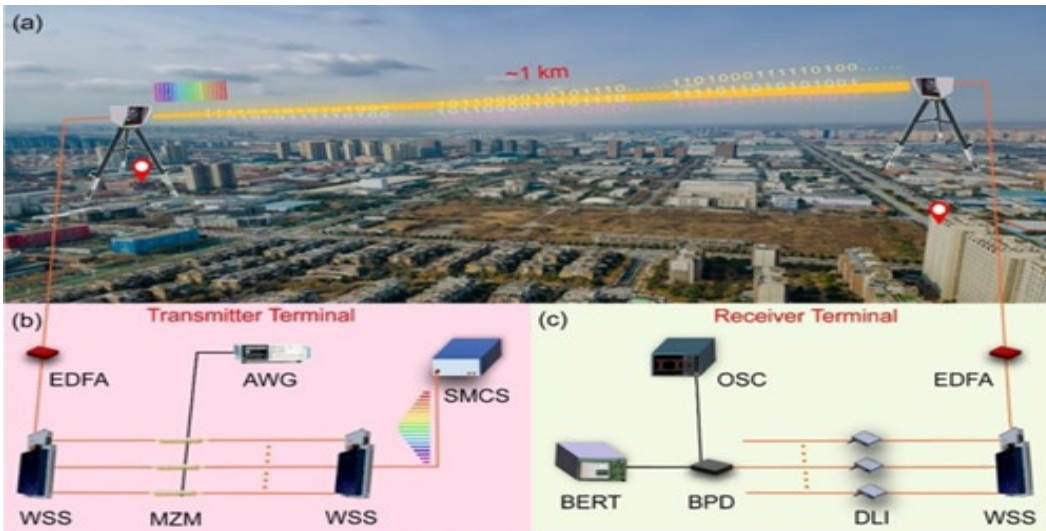 (a)
~1 km
(b)
Transmitter Terminal
EDFA
AWG
SMCS
WSS
MZM
WSS
(c)
Receiver Terminal
OSC
EDFA
BERT
BPD
DLI
WSS